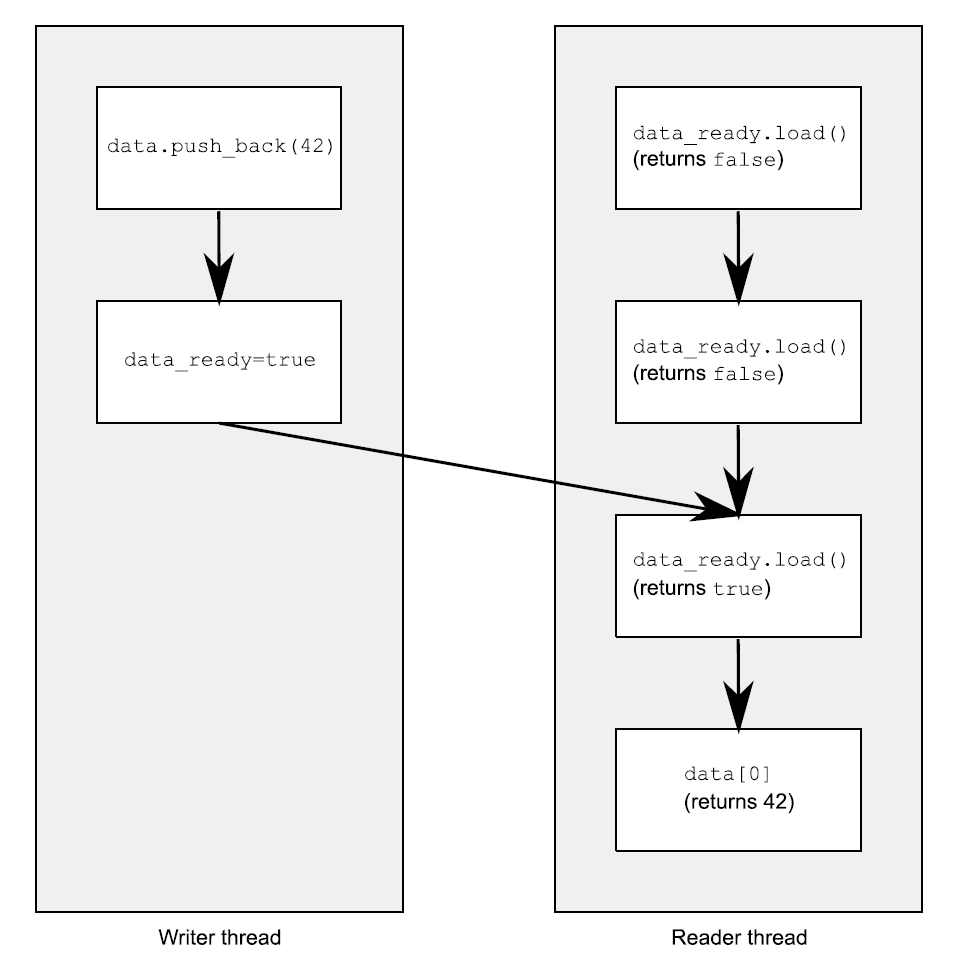 data.push_back(42)
data_ready=true
Writer thread
data_ready.load()
(returns false)
data_ready.load()
(returns false)
data_ready.load()
(returns true)
data[0]
(returns 42)
Reader thread